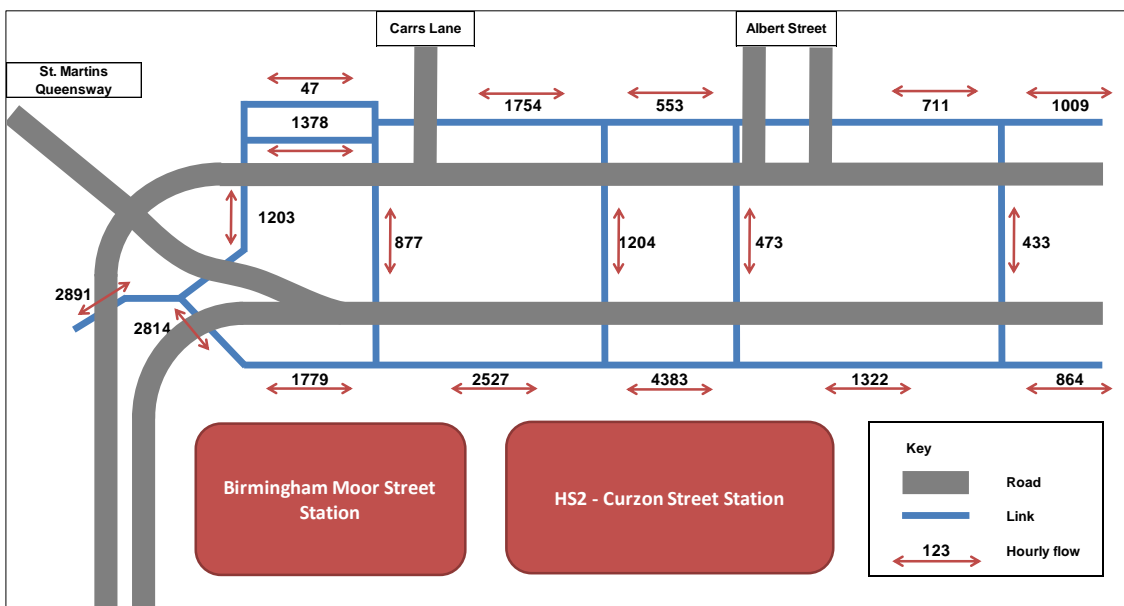 Carrs Lane
Albert Street
St. Martins
Queensway
47
1754
553
711
1009
1378
1203
877
1204
473
433
2891
2814
1779
2527
4383
1322
864
Birmingham Moor Street
Station
HS2 - Curzon Street Station
Key
Road
Link
123
Hourly flow